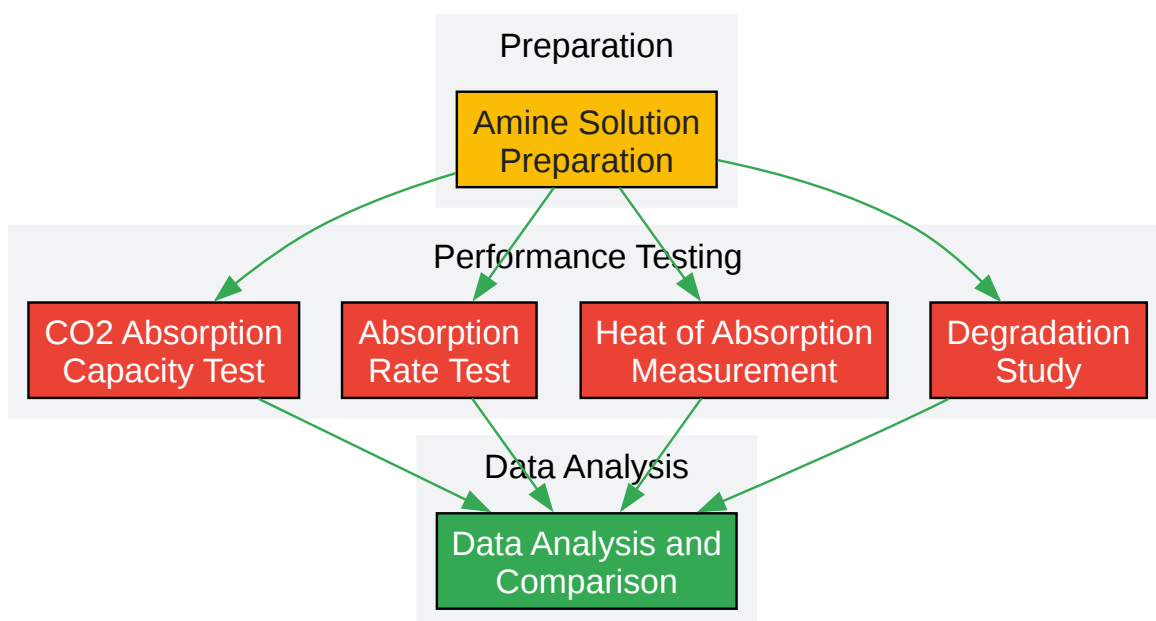 Preparation
Amine Solution
Preparation
Performance Testing
CO2 Absorption
Capacity Test
Absorption
Rate Test
Heat of Absorption
Measurement
Degradation
Study
Data Analysis
Data Analysis and
Comparison